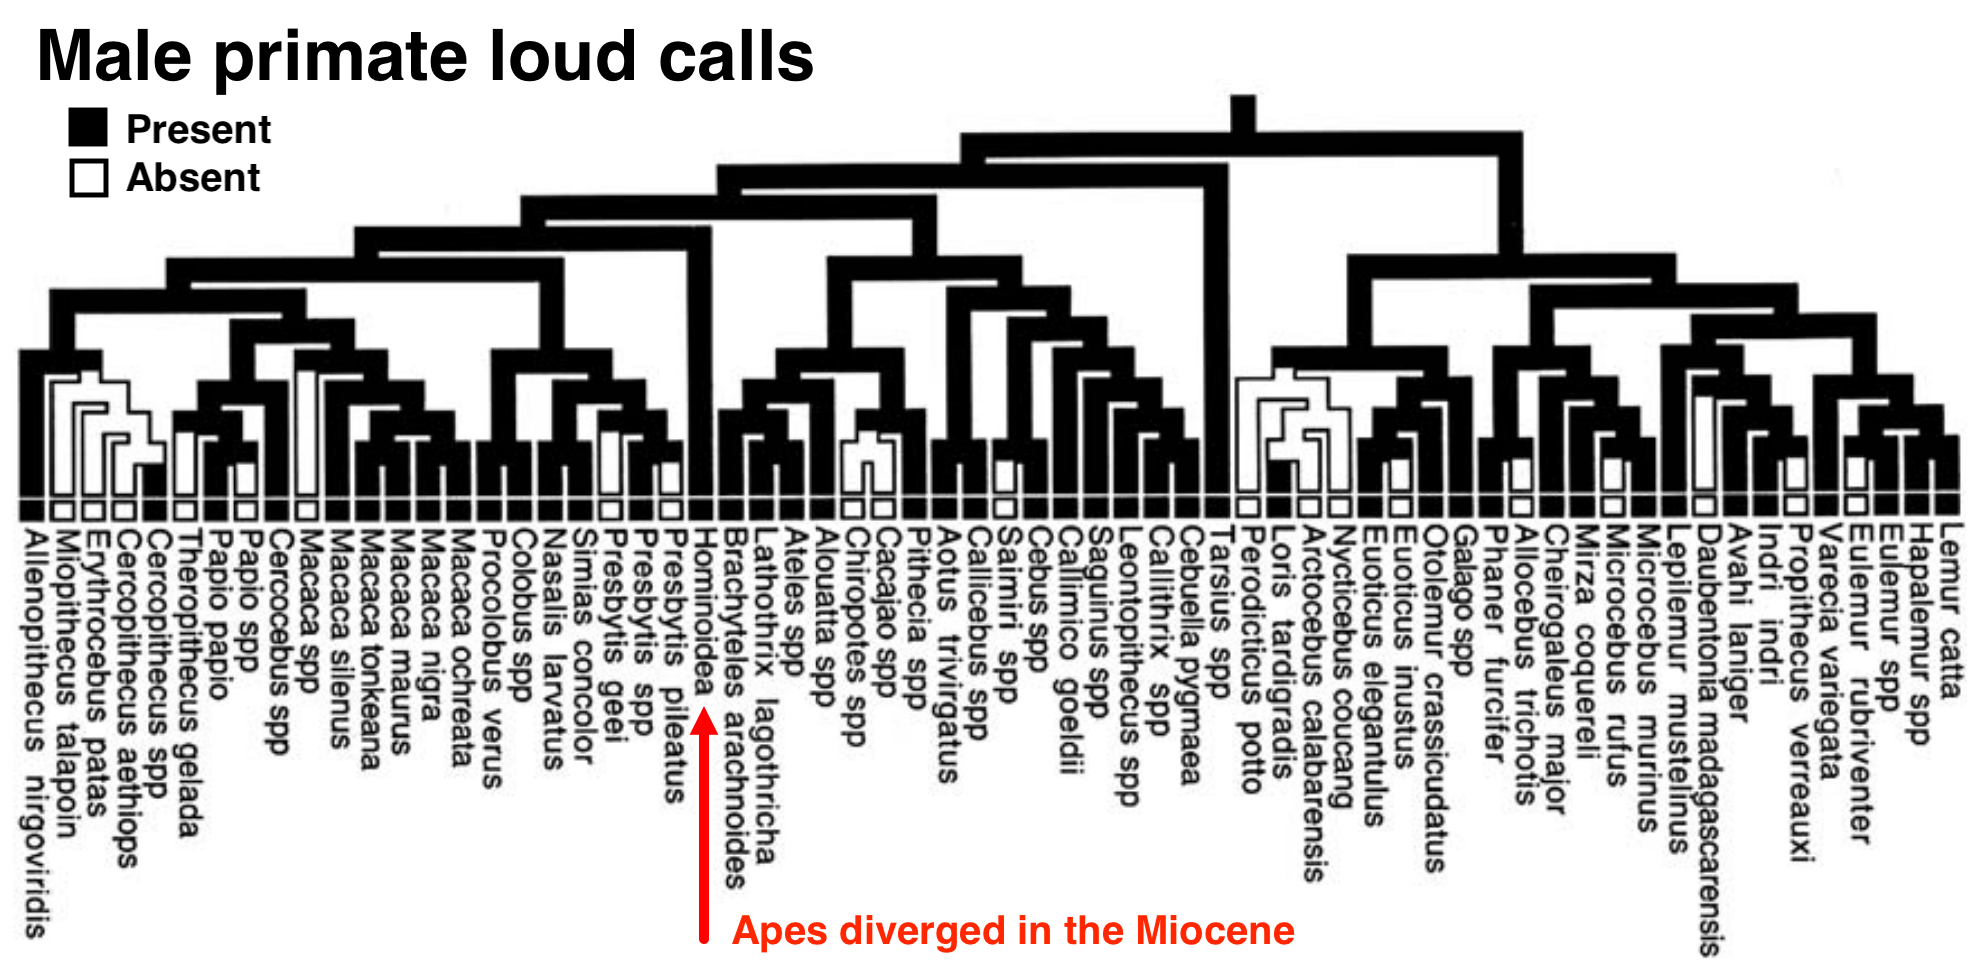 Male primate loud calls
Present
Absent
Allenopithecus nirgoviridis
Miopithecus talapoin
Erythrocebus patas
Cercopithecus aethiops
Cercopithecus spp
Theropithecus gelada
Papio papio
Papio spp
Cercocebus spp
Macaca spp
Macaca silenus
Macaca tonkeana
Macaca maurus
Macaca nigra
Macaca ochreata
Procolobus verus
Colobus spp
Nasalis larvatus
Simias concolor
Presbytis geei
Presbytis spp
Presbytis pileatus
Hominoidea
Brachyteles arachnoides
Lathothrix lagothricha
Ateles spp
Alouatta spp
Chiropotes spp
Cacajao spp
Pithecia spp
Aotus trivirgatus
Callicebus spp
Saimiri spp
Cebus spp
Callimico goeldii
Saguinus spp
Leontopithecus spp
Callithrix spp
Cebuella pygmaea
Tarsius spp
Perodicticus potto
Loris tardigradis
Arctocebus calabarensis
Nycticebus coucang
Euoticus elegantulus
Euoticus inustus
Otolemur crassicudatus
Galago spp
Phaner furcifer
Allocebus trichotis
Cheirogaleus major
Mirza coquereli
Microcebus rufus
Microcebus murinus
Lepilemur mustelinus
Daubentonia madagascarensis
Avahi laniger
Indri indri
Propithecus verreauxi
Varecia variegata
Eulemur rubriventer
Eulemur spp
Hapalemur spp
Lemur catta
Apes diverged in the Miocene